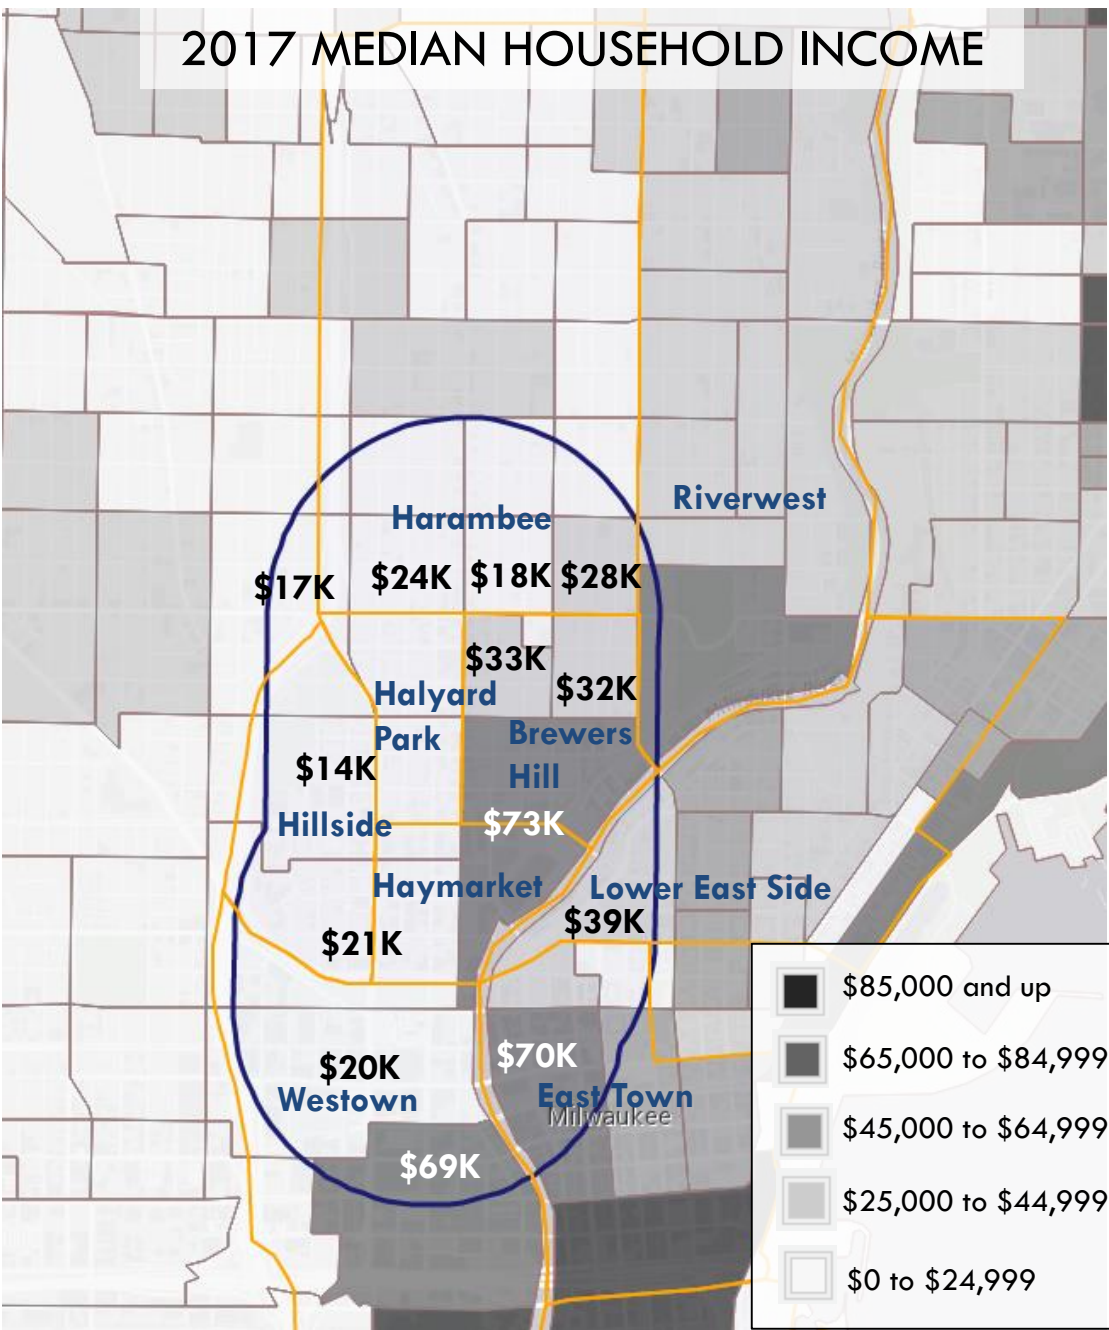 2017 MEDIAN HOUSEHOLD INCOME
Riverwest
Harambee
$17K
$24K
$18K
$28K
$33K
$32K
Halyard
Park
Brewers
Hill
$14K
Hillside
$73K
Haymarket
Lower East Side
$39K
$21K
$70K
$20K
Westown
East Town
Milwaukee
$69K
$85,000 and up
$65,000 to $84,999
$45,000 to $64,999
$25,000 to $44,999
$0 to $24,999